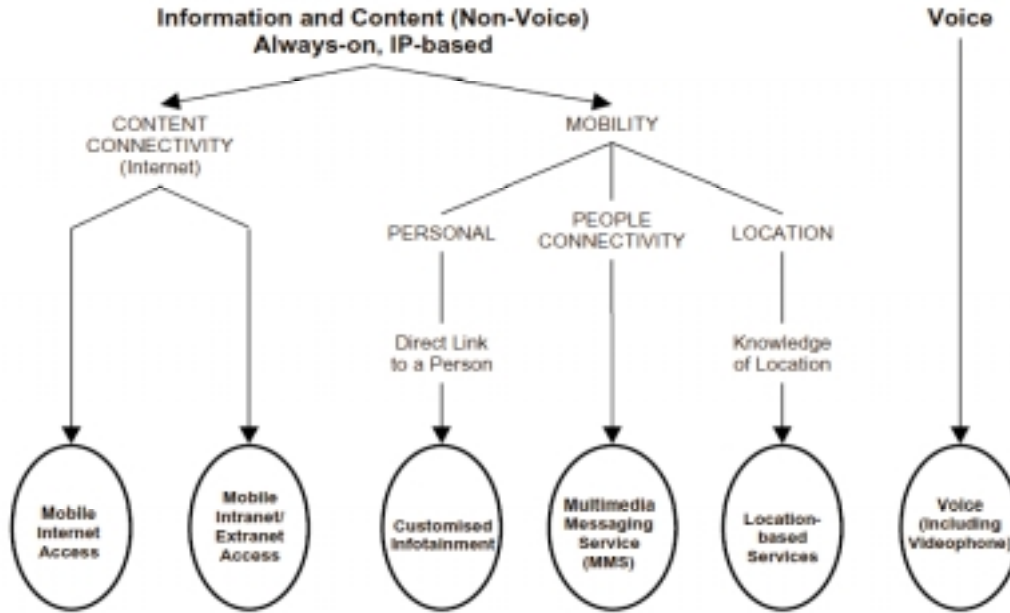 Information and Content (Non-Voice)
Always-on, IP-based
Voice
CONTENT
CONNECTIVITY
(Internet)
MOBILITY
PERSONAL
PEOPLE
CONNECTIVITY
LOCATION
Direct Link
to a Person
Knowledge
of Location
Mobile
Internet
Access
Mobile
Intranet/
Extranet
Access
Customised
Infotainment
Multimedia
Messaging
Service
(MMS)
Location-
based
Services
Voice
(Including
Videophone)